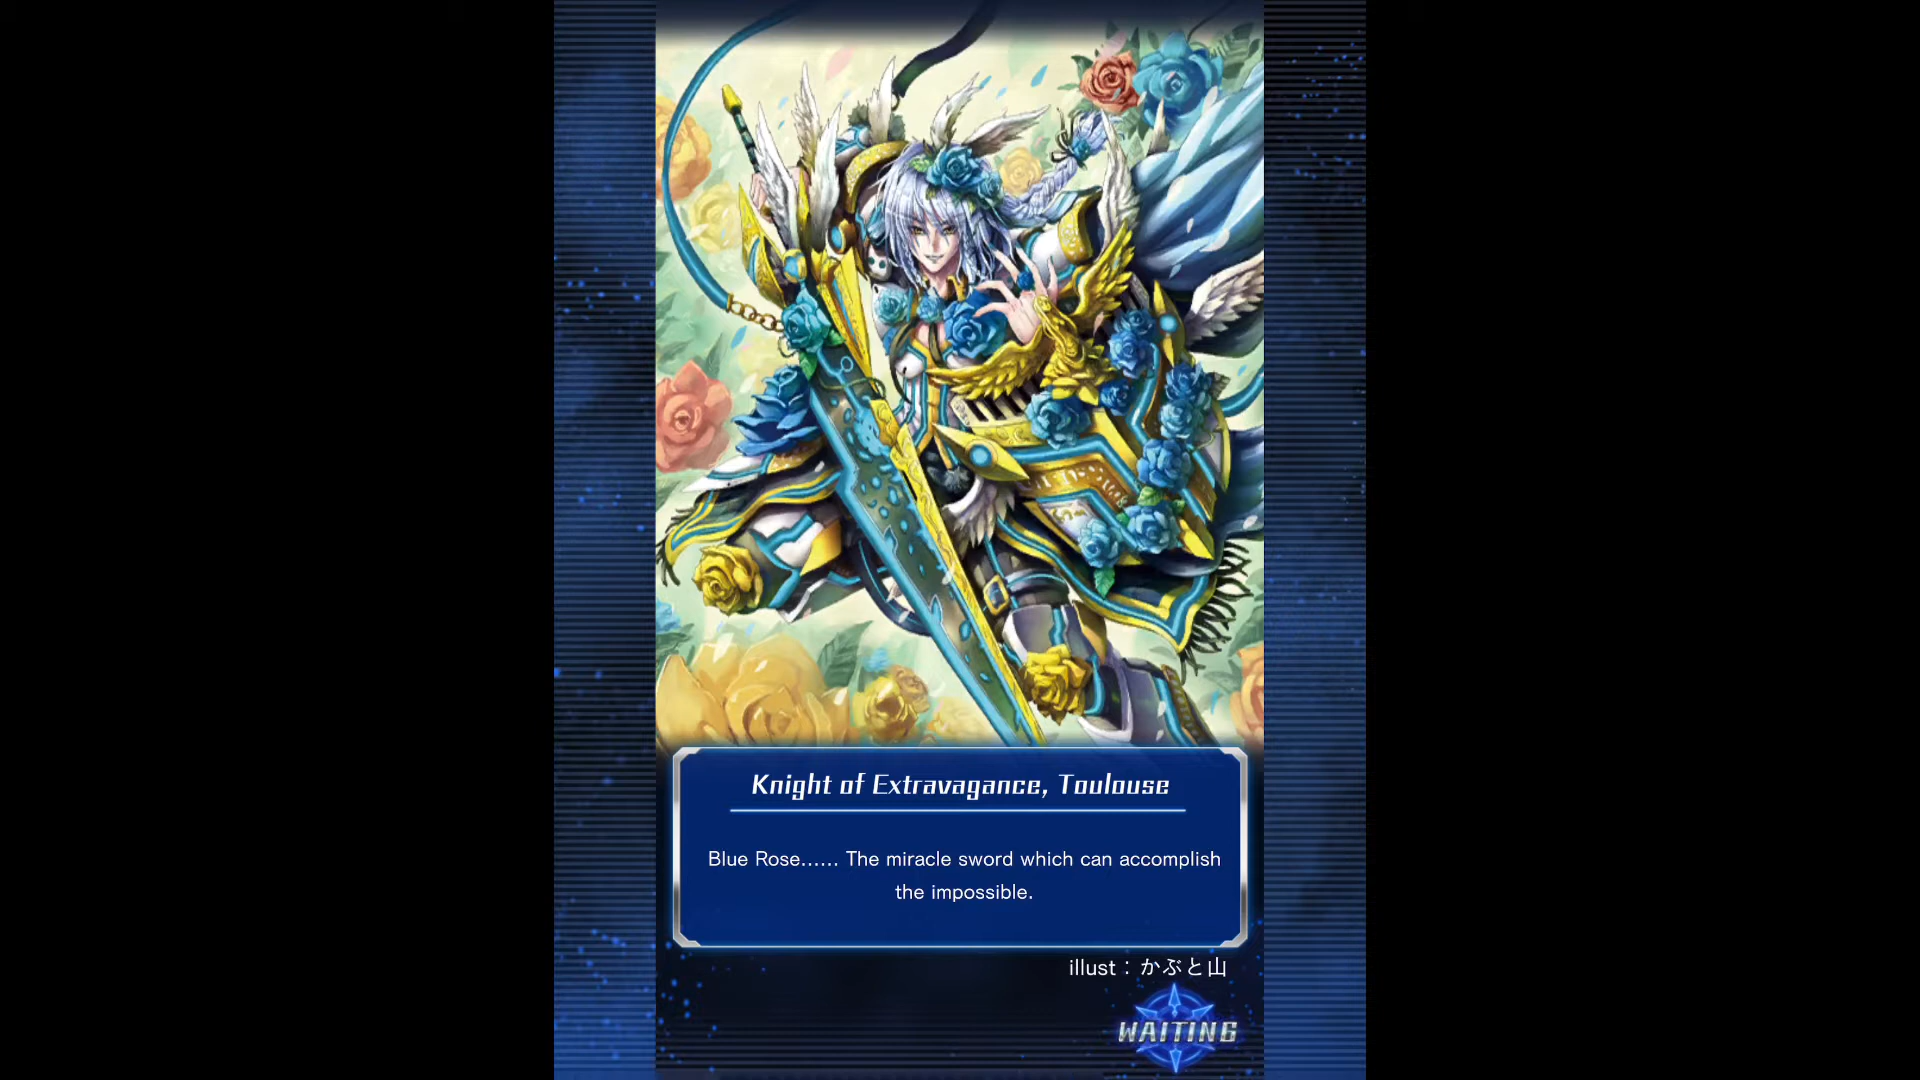 Knight of Extravagance, Toulouse
Blue Rose...... The miracle sword which can accomplish
the impossible.
illust：かぶと山
WAITING